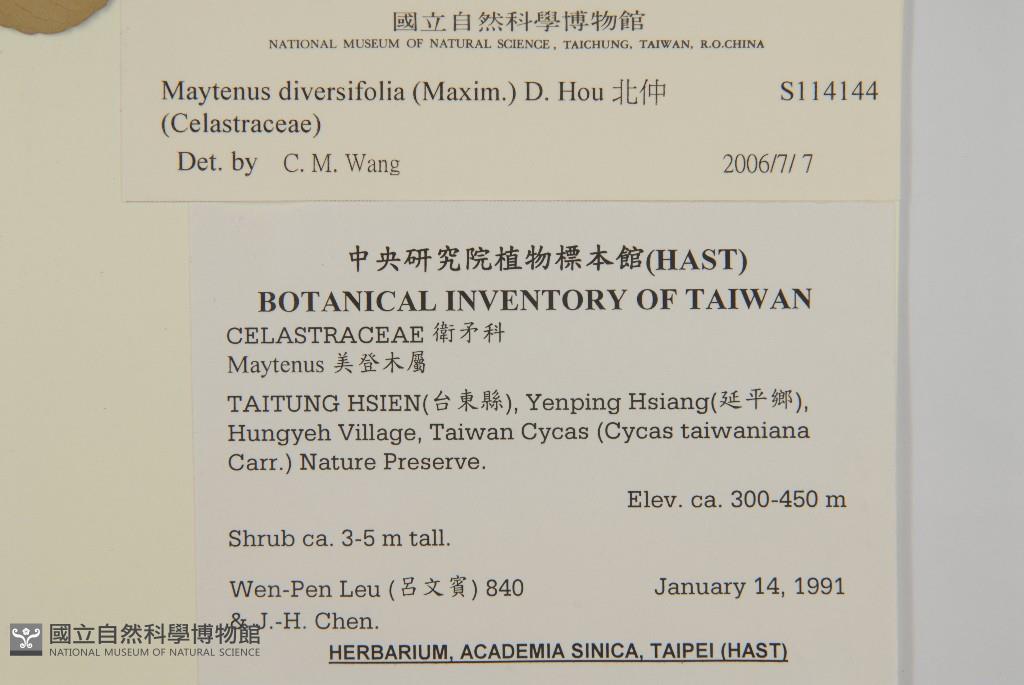 國立自然科學博物館
NATIONAL MUSEUM OF NATURAL SCIENCE, TAICHUNG, TAIWAN, R.O.CHINA
Maytenus diversifolia (Maxim.) D. Hou 北仲 S114144
(Celastraceae)
Det. by C. M. Wang 2006/7/ 7
中央研究院植物標本館(HAST)
BOTANICAL INVENTORY OF TAIWAN
CELASTRACEAE 衛矛科
Maytenus 美登木屬
TAITUNG HSIEN(台東縣), Yenping Hsiang(延平鄉),
Hungyeh Village, Taiwan Cycas (Cycas taiwaniana
Carr.) Nature Preserve.
Elev. ca. 300-450 m
Shrub ca. 3-5 m tall.
Wen-Pen Leu (呂文賓) 840 January 14, 1991
& J.-H. Chen.
HERBARIUM, ACADEMIA SINICA, TAIPEI (HAST)
國立自然科學博物館
NATIONAL MUSEUM OF NATURAL SCIENCE